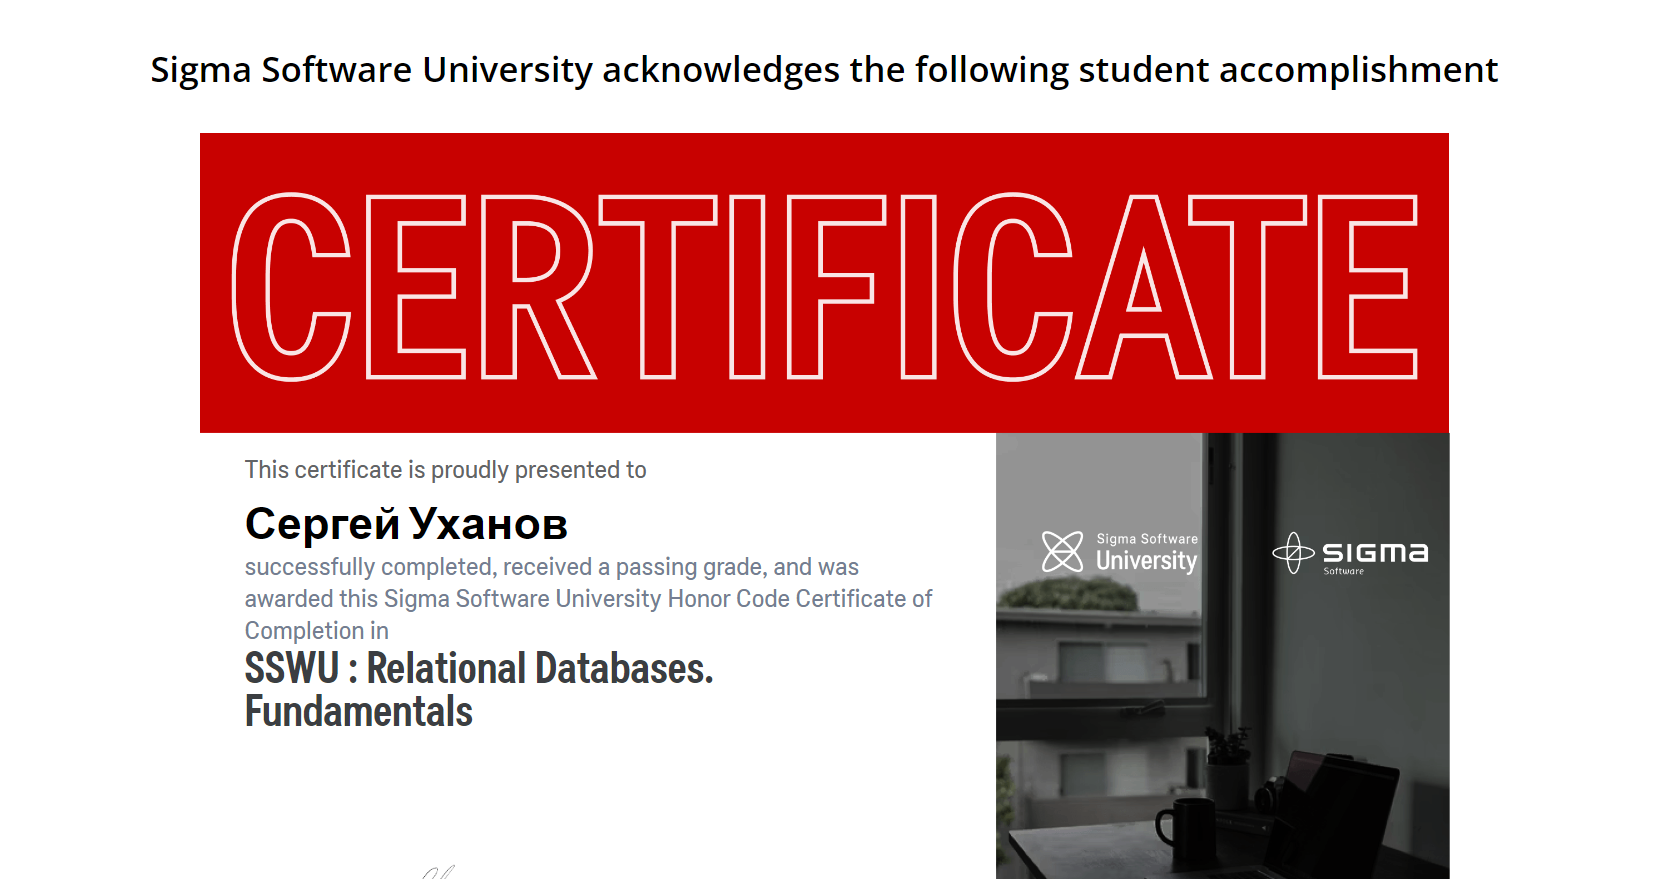 Sigma Software University acknowledges the following student accomplishment
CERTIFICATE
This certificate is proudly presented to
Сергей Уханов
successfully completed, received a passing grade, and was
awarded this Sigma Software University Honor Code Certificate of
Completion in
SSWU : Relational Databases.
Fundamentals
Sigma Software
University
SIGMA
Software